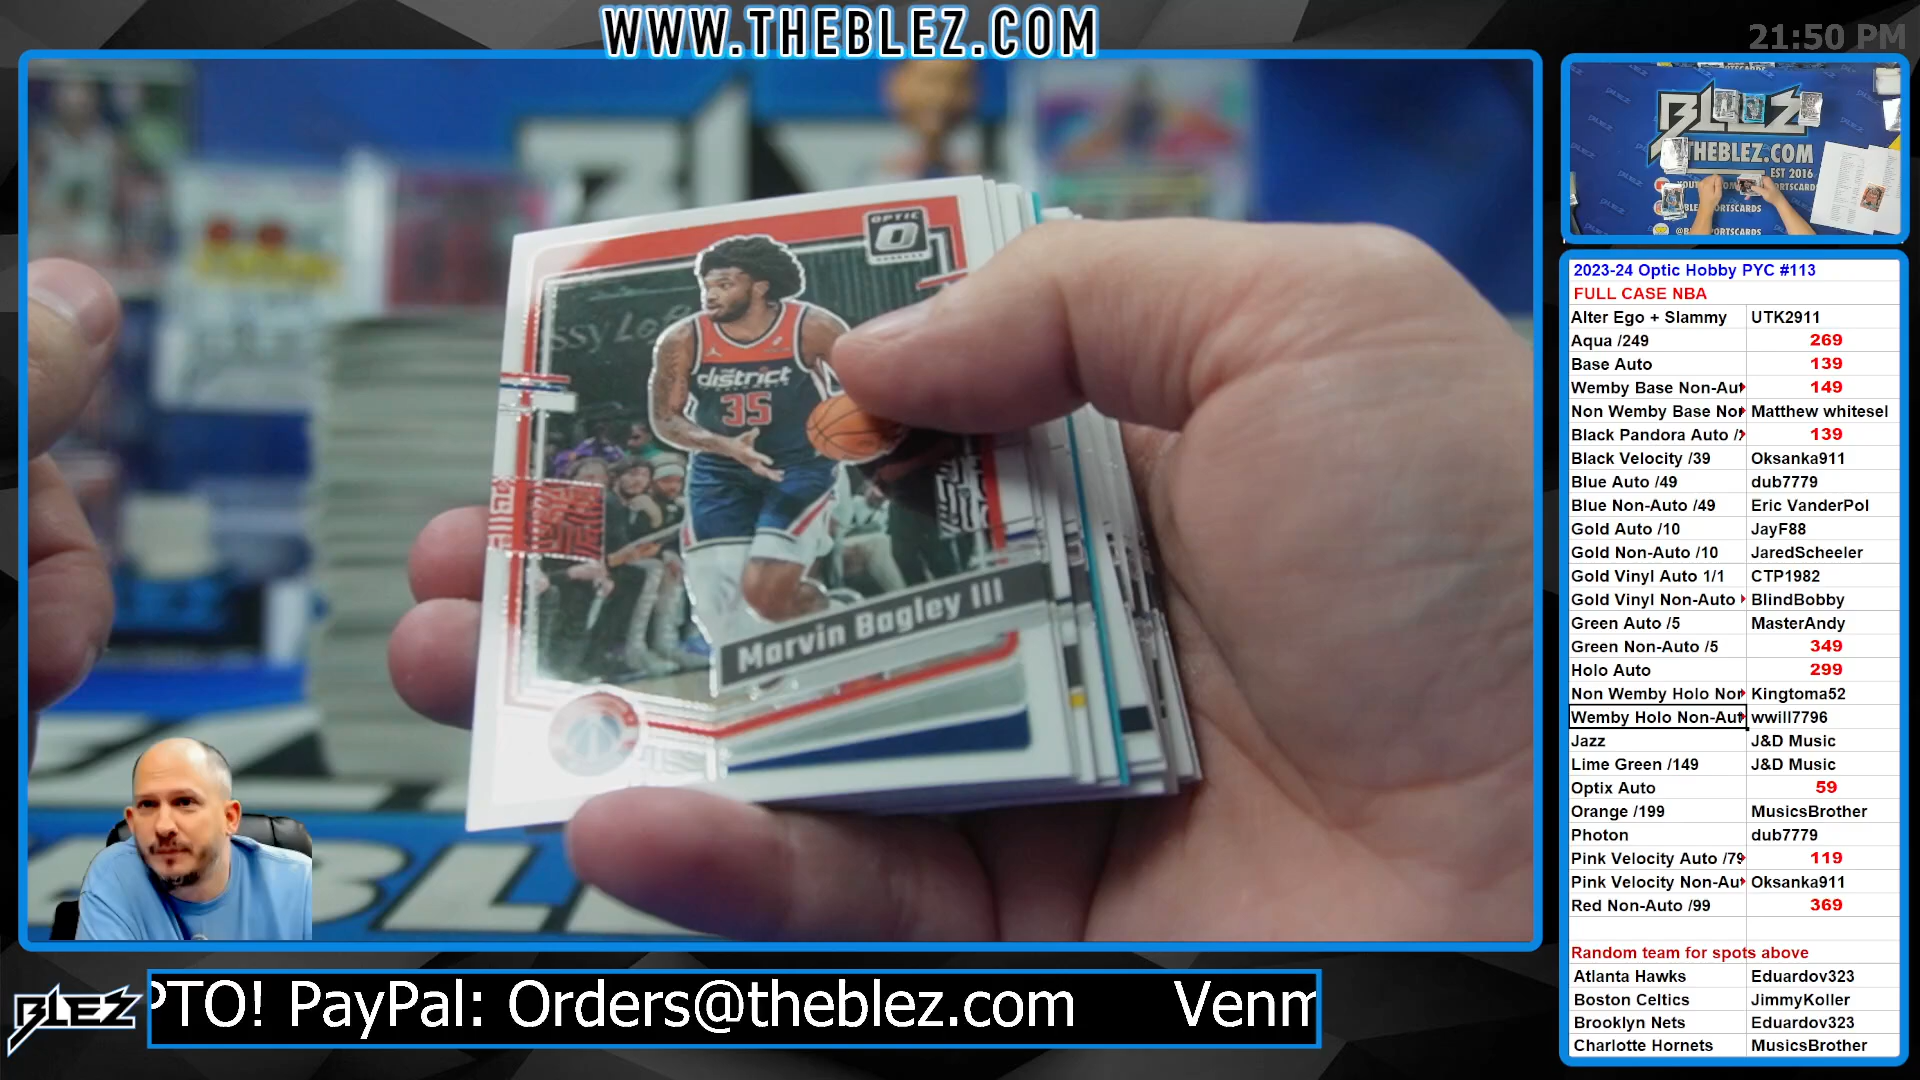 WWW.THEBLEZ.COM
21:50 PM
OPTIC
O
district
35
Marvin Bagley III
BLEZ
THEBLEZ.COM
EST 2016
2023-24 Optic Hobby PYC #113
FULL CASE NBA
Alter Ego + Slammy UTK2911
Aqua /249 269
Base Auto 139
Wemby Base Non-Aut 149
Non Wemby Base Nor Matthew whitesel
Black Pandora Auto / 139
Black Velocity /39 Oksanka911
Blue Auto /49 dub7779
Blue Non-Auto /49 Eric VanderPol
Gold Auto /10 JayF88
Gold Non-Auto /10 JaredScheeler
Gold Vinyl Auto 1/1 CTP1982
Gold Vinyl Non-Auto BlindBobby
Green Auto /5 MasterAndy
Green Non-Auto /5 349
Holo Auto 299
Non Wemby Holo Nor Kingtoma52
Wemby Holo Non-Aut wwill7796
Jazz J&D Music
Lime Green /149 J&D Music
Optix Auto 59
Orange /199 MusicsBrother
Photon dub7779
Pink Velocity Auto /79 119
Pink Velocity Non-Au Oksanka911
Red Non-Auto /99 369
Random team for spots above
Atlanta Hawks Eduardov323
Boston Celtics JimmyKoller
Brooklyn Nets Eduardov323
Charlotte Hornets MusicsBrother
BLEZ
PTO! PayPal: Orders@theblez.com Venm